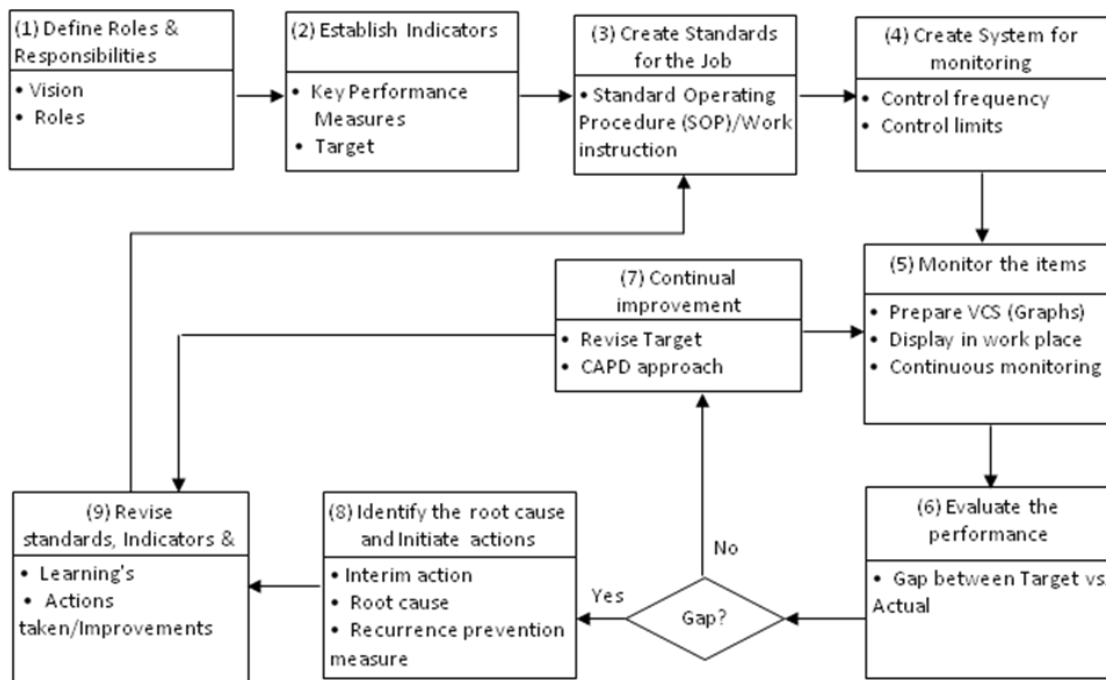 (1) Define Roles &
Responsibilities
• Vision
• Roles
(2) Establish Indicators
• Key Performance
Measures
• Target
(3) Create Standards
for the Job
• Standard Operating
Procedure (SOP)/Work
instruction
(4) Create System for
monitoring
• Control frequency
• Control limits
(5) Monitor the items
• Prepare VCS (Graphs)
• Display in work place
• Continuous monitoring
(6) Evaluate the
performance
• Gap between Target vs.
Actual
(7) Continual
improvement
• Revise Target
• CAPD approach
No
Gap?
Yes
(8) Identify the root cause
and Initiate actions
• Interim action
• Root cause
• Recurrence prevention
measure
(9) Revise
standards, Indicators &
• Learning's
• Actions
taken/Improvements